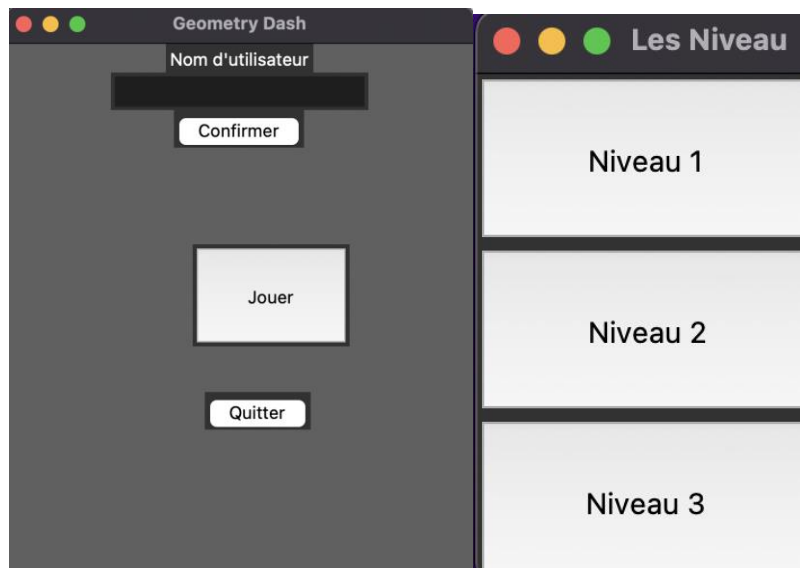 Geometry Dash
Nom d'utilisateur
Confirmer
Jouer
Quitter
Les Niveau
Niveau 1
Niveau 2
Niveau 3